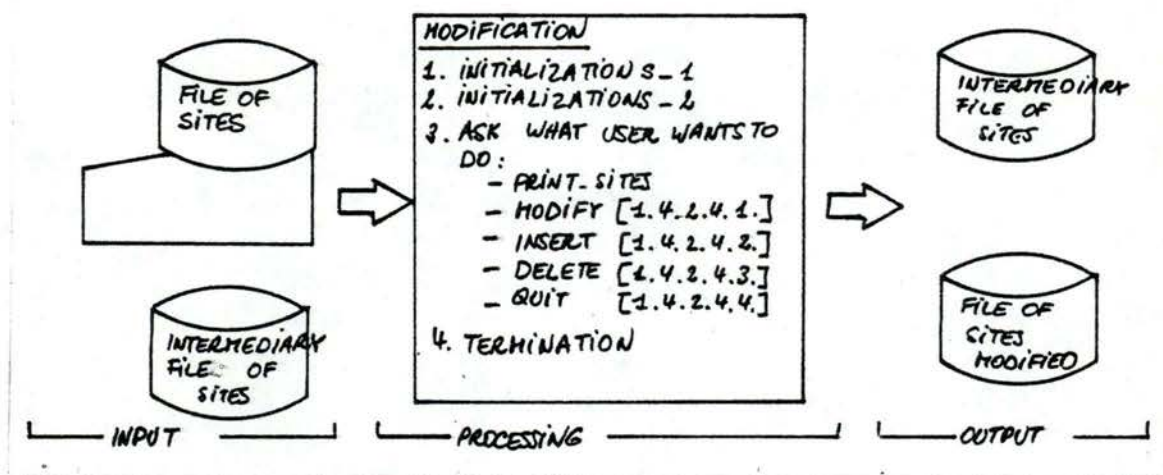 FILE OF
SITES
INTERMEDIARY
FILE OF
SITES
INPUT
MODIFICATION
1. INITIALIZATIONS_1
2. INITIALIZATIONS_2
3. ASK WHAT USER WANTS TO
DO:
- PRINT_SITES
- MODIFY [1.4.2.4.1.]
- INSERT [1.4.2.4.2.]
- DELETE [1.4.2.4.3.]
- QUIT [1.4.2.4.4.]
4. TERMINATION
PROCESSING
INTERMEDIARY
FILE OF
SITES
FILE OF
SITES
MODIFIED
OUTPUT